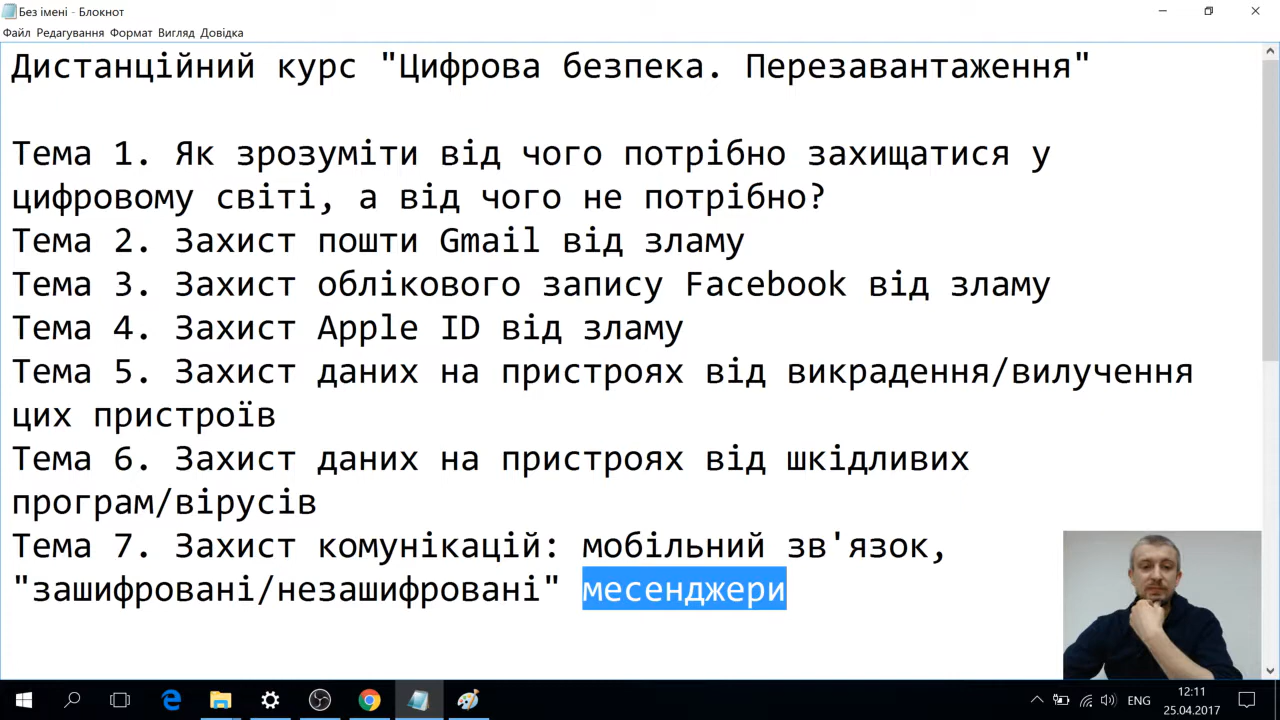 Без імені - Блокнот
Файл Редагування Формат Вигляд Довідка
Дистанційний курс "Цифрова безпека. Перезавантаження"
Тема 1. Як зрозуміти від чого потрібно захищатися у
цифровому світі, а від чого не потрібно?
Тема 2. Захист пошти Gmail від зламу
Тема 3. Захист облікового запису Facebook від зламу
Тема 4. Захист Apple ID від зламу
Тема 5. Захист даних на пристроях від викрадення/вилучення
цих пристроїв
Тема 6. Захист даних на пристроях від шкідливих
програм/вірусів
Тема 7. Захист комунікацій: мобільний зв'язок,
"зашифровані/незашифровані" месенджери
ENG
12:11
25.04.2017